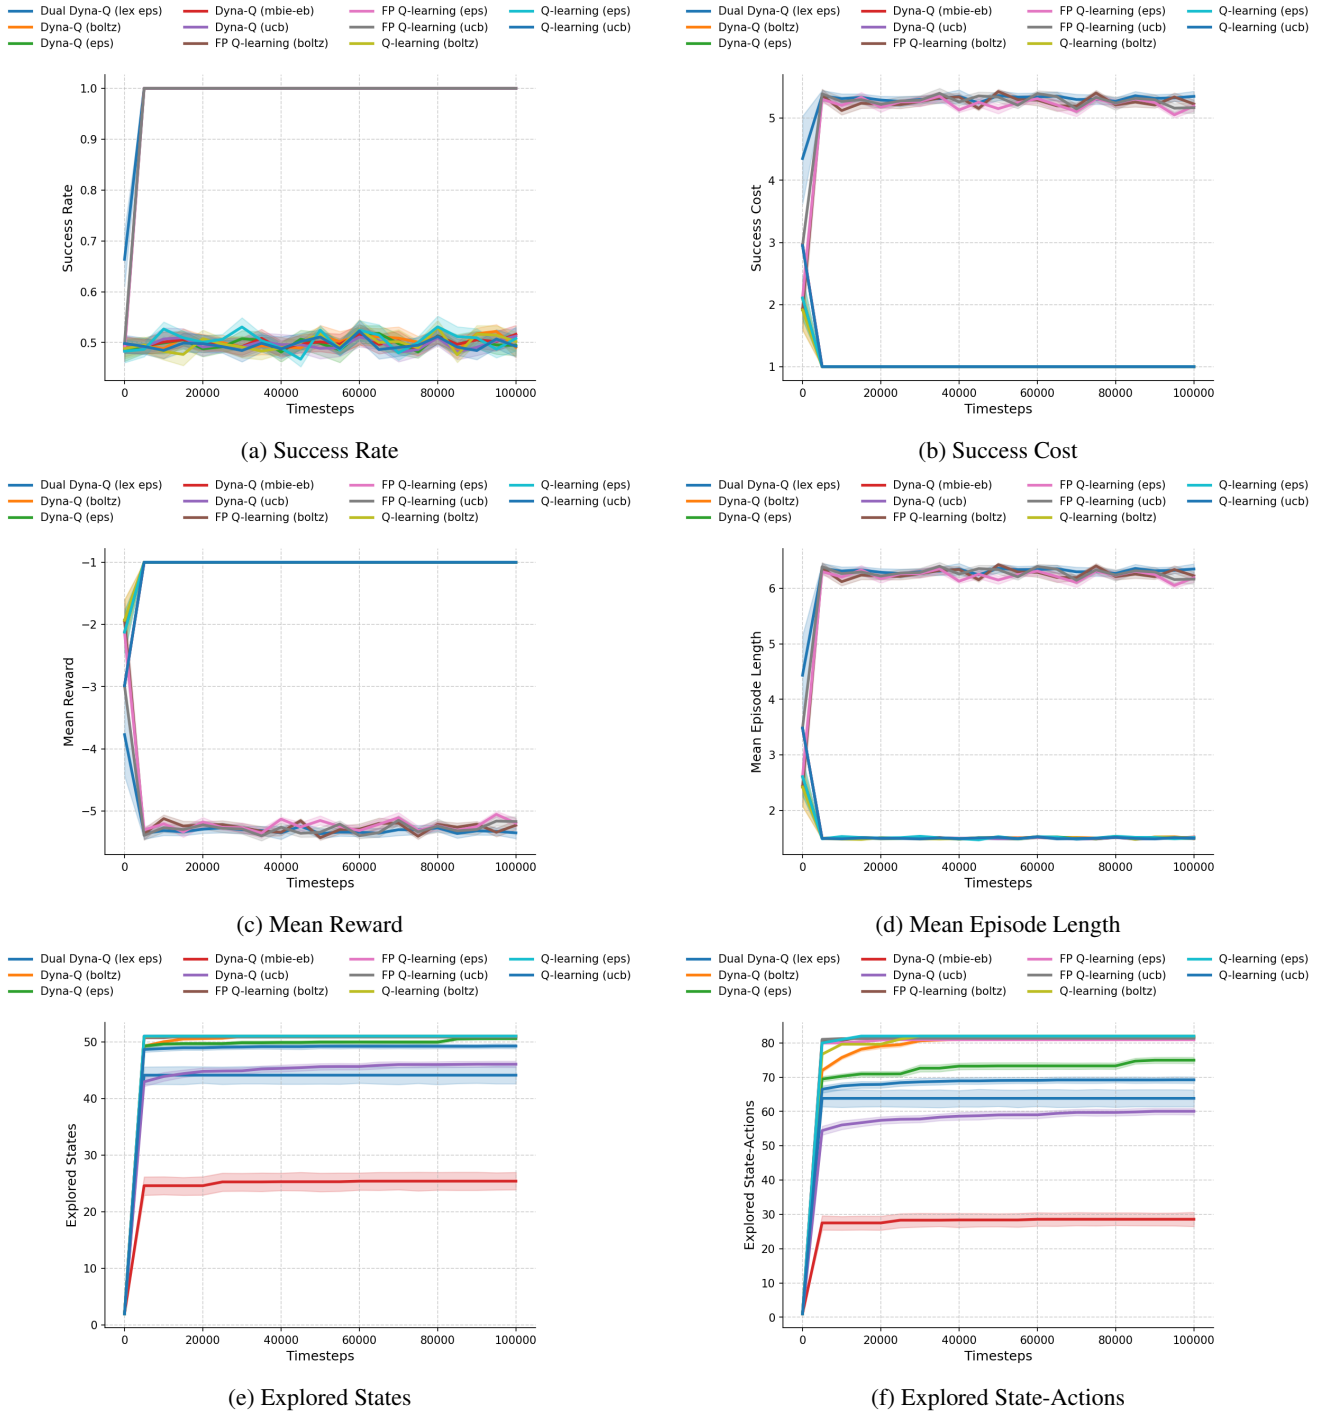 Dual Dyna-Q (lex eps) Dyna-Q (mbie-eb) FP Q-learning (eps) Q-learning (eps)
Dyna-Q (boltz) Dyna-Q (ucb) FP Q-learning (ucb) Q-learning (ucb)
Dyna-Q (eps) FP Q-learning (boltz) Q-learning (boltz)
1.0
0.9
0.8
0.7
0.6
0.5
Success Rate
0 20000 40000 60000 80000 100000
Timesteps
(a) Success Rate
Dual Dyna-Q (lex eps) Dyna-Q (mbie-eb) FP Q-learning (eps) Q-learning (eps)
Dyna-Q (boltz) Dyna-Q (ucb) FP Q-learning (ucb) Q-learning (ucb)
Dyna-Q (eps) FP Q-learning (boltz) Q-learning (boltz)
5
4
3
2
1
Success Cost
0 20000 40000 60000 80000 100000
Timesteps
(b) Success Cost
Dual Dyna-Q (lex eps) Dyna-Q (mbie-eb) FP Q-learning (eps) Q-learning (eps)
Dyna-Q (boltz) Dyna-Q (ucb) FP Q-learning (ucb) Q-learning (ucb)
Dyna-Q (eps) FP Q-learning (boltz) Q-learning (boltz)
−1
−2
−3
−4
−5
Mean Reward
0 20000 40000 60000 80000 100000
Timesteps
(c) Mean Reward
Dual Dyna-Q (lex eps) Dyna-Q (mbie-eb) FP Q-learning (eps) Q-learning (eps)
Dyna-Q (boltz) Dyna-Q (ucb) FP Q-learning (ucb) Q-learning (ucb)
Dyna-Q (eps) FP Q-learning (boltz) Q-learning (boltz)
6
5
4
3
2
Mean Episode Length
0 20000 40000 60000 80000 100000
Timesteps
(d) Mean Episode Length
Dual Dyna-Q (lex eps) Dyna-Q (mbie-eb) FP Q-learning (eps) Q-learning (eps)
Dyna-Q (boltz) Dyna-Q (ucb) FP Q-learning (ucb) Q-learning (ucb)
Dyna-Q (eps) FP Q-learning (boltz) Q-learning (boltz)
50
40
30
20
10
0
Explored States
0 20000 40000 60000 80000 100000
Timesteps
(e) Explored States
Dual Dyna-Q (lex eps) Dyna-Q (mbie-eb) FP Q-learning (eps) Q-learning (eps)
Dyna-Q (boltz) Dyna-Q (ucb) FP Q-learning (ucb) Q-learning (ucb)
Dyna-Q (eps) FP Q-learning (boltz) Q-learning (boltz)
80
70
60
50
40
30
20
10
0
Explored State-Actions
0 20000 40000 60000 80000 100000
Timesteps
(f) Explored State-Actions